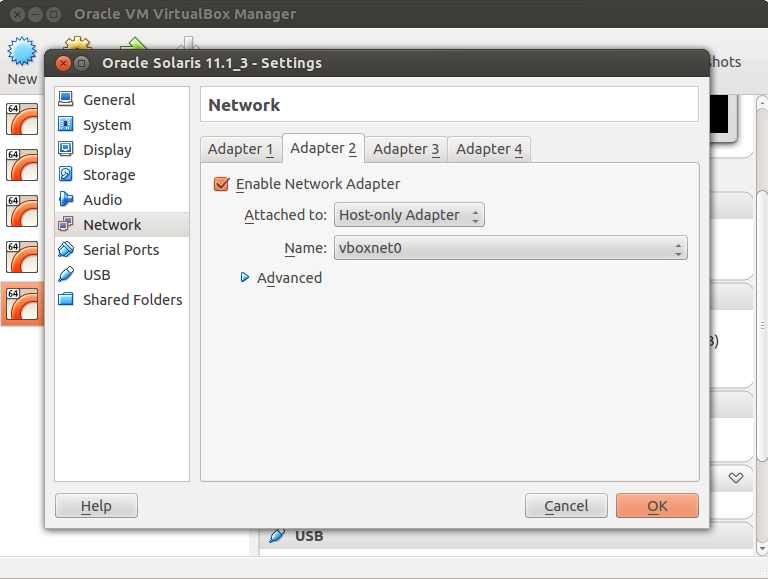 Oracle VM VirtualBox Manager
New
Oracle Solaris 11.1_3 - Settings
General
System
Display
Storage
Audio
Network
Serial Ports
USB
Shared Folders
Network
Adapter 1
Adapter 2
Adapter 3
Adapter 4
Enable Network Adapter
Attached to: Host-only Adapter
Name: vboxnet0
Advanced
Help
Cancel
OK
64
64
64
64
64
USB